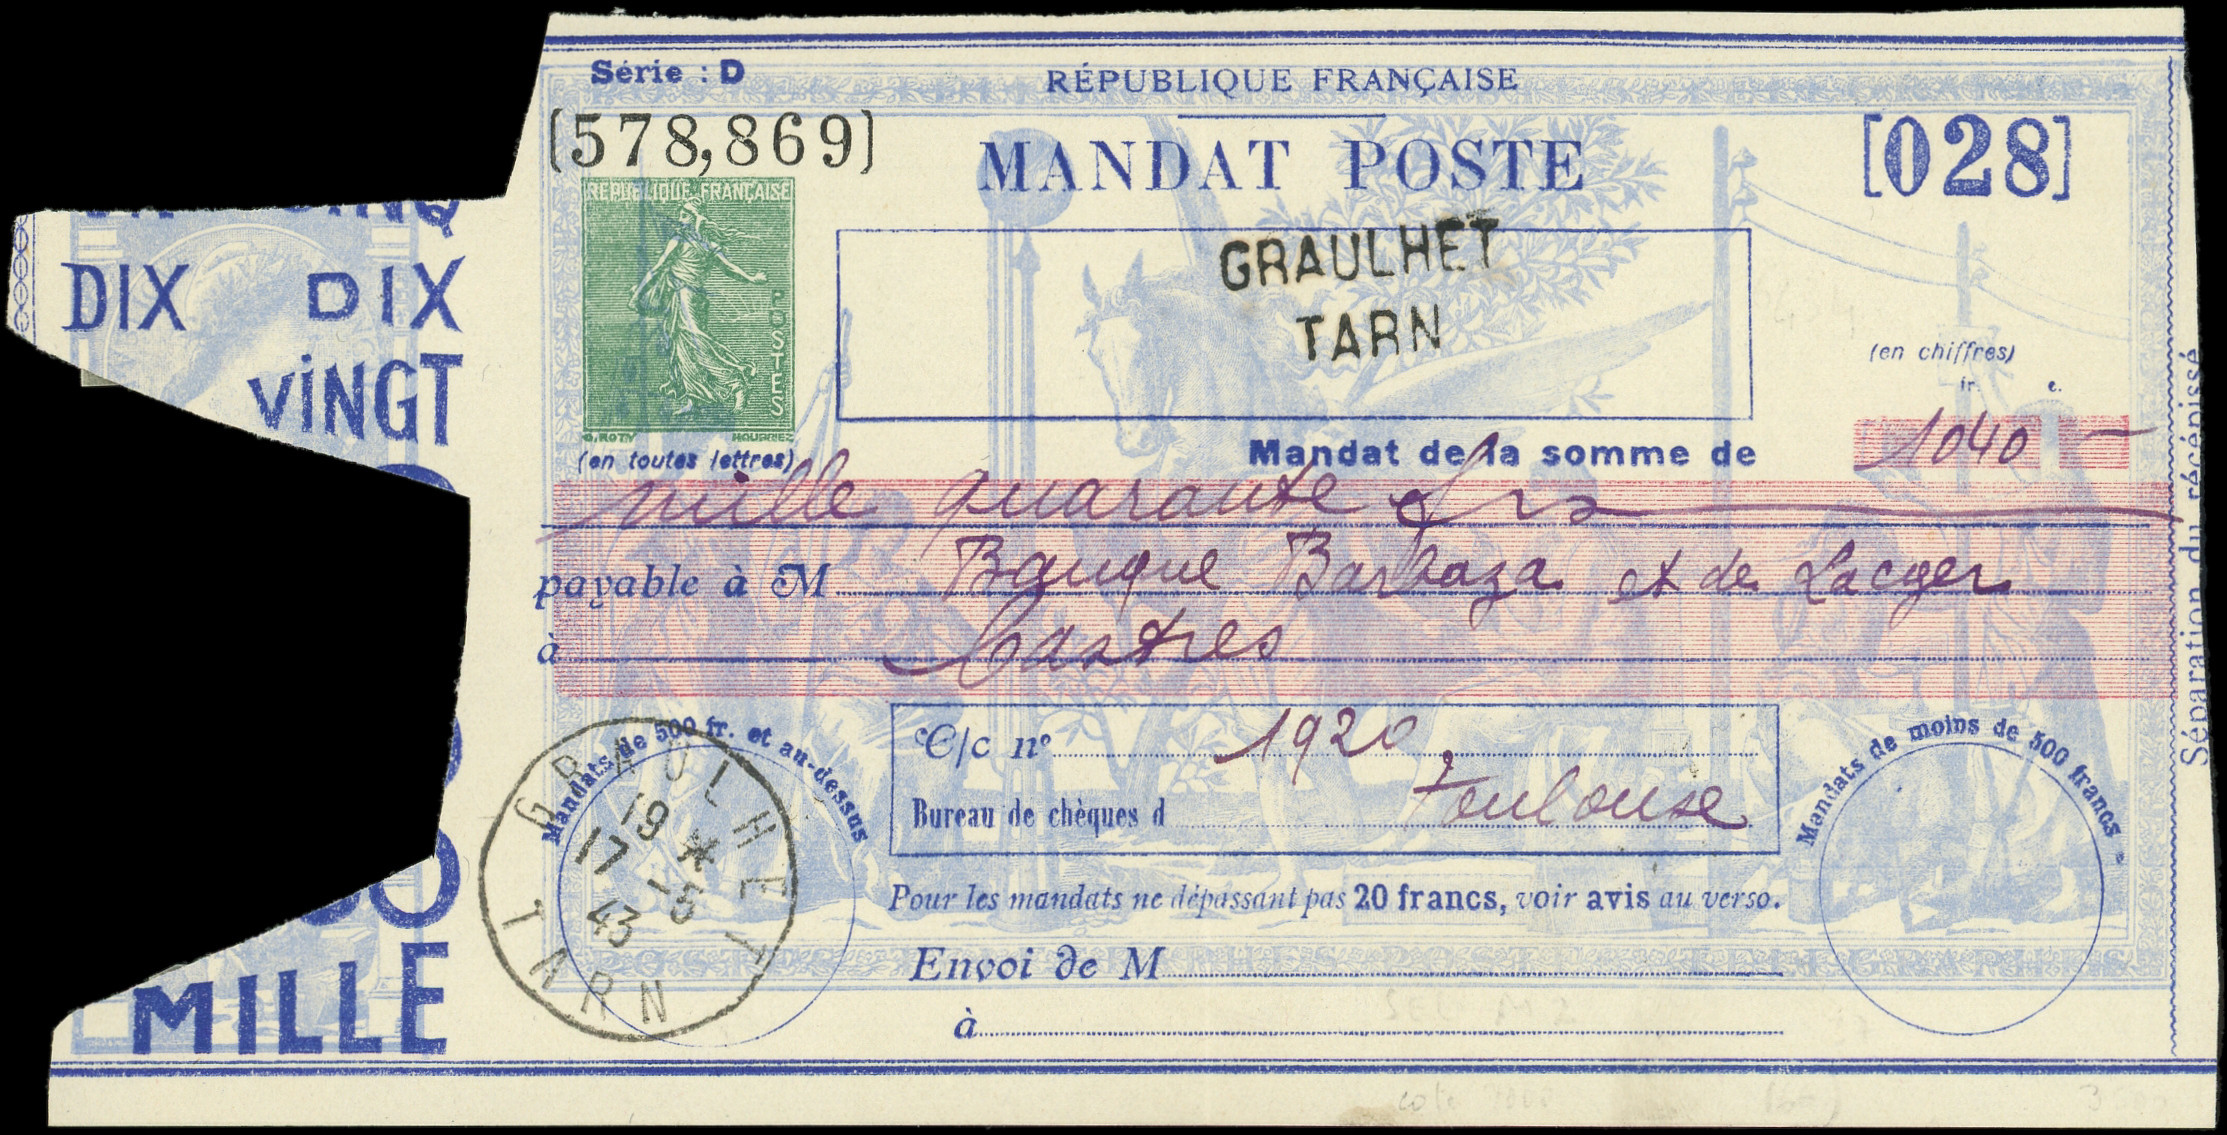 Série : D
RÉPUBLIQUE FRANÇAISE
[578,869]
MANDAT POSTE
[028]
REPUBLIQUE FRANÇAISE
POSTES
O.ROTY
GRAULHET
TARN
CINQ
DIX DIX
VINGT
MILLE
(en chiffres)
fr. c.
Mandat de la somme de
1040 —
(en toutes lettres)
mille quarante frs
payable à M Banque Barbaza et de Lacger
à Castres
Mandats de 500 fr. et au-dessus
GRAULHET
19 *
17 -5
43
TARN
C/c nº 1920
Bureau de chèques d Toulouse
Mandats de moins de 500 francs
Pour les mandats ne dépassant pas 20 francs, voir avis au verso.
Envoi de M
à
Séparation du récépissé